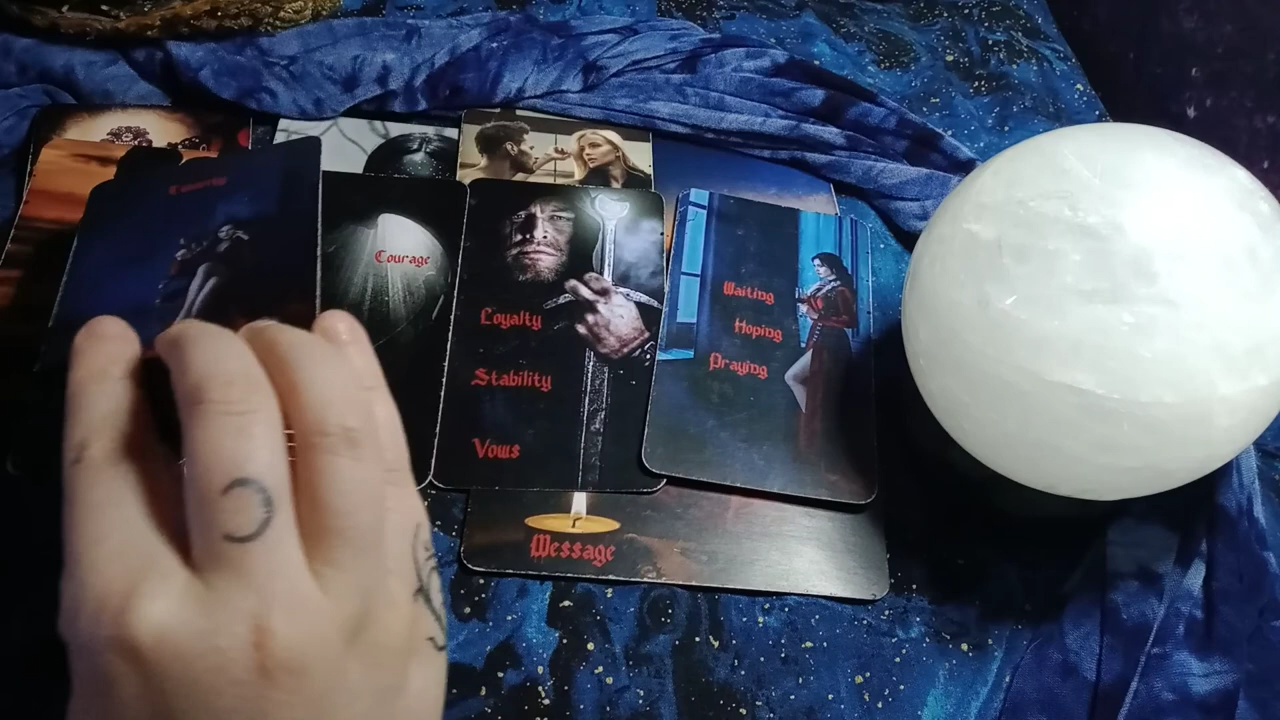 Courage
Loyalty
Stability
Vows
Waiting
Hoping
Praying
Message